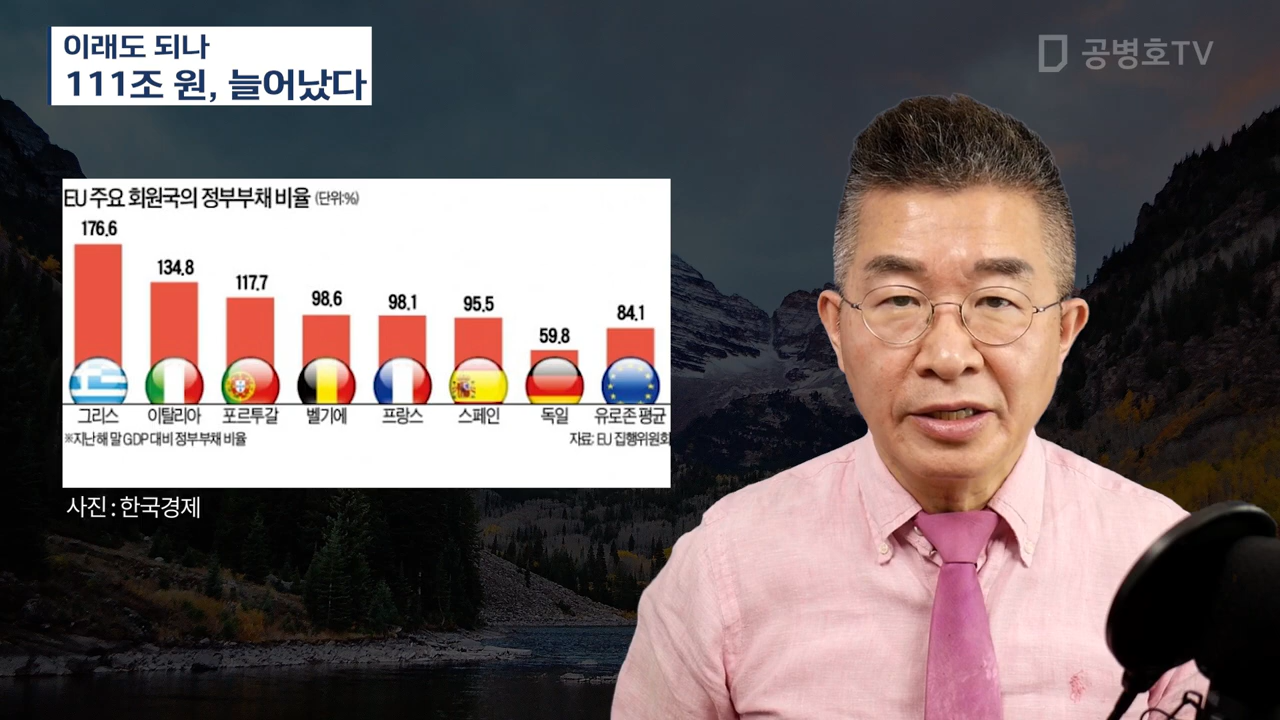 이래도 되나
111조 원, 늘어났다
공병호TV
EU 주요 회원국의 정부부채 비율 (단위:%)
176.6
134.8
117.7
98.6
98.1
95.5
59.8
84.1
그리스
이탈리아
포르투갈
벨기에
프랑스
스페인
독일
유로존 평균
※지난해 말 GDP 대비 정부부채 비율
자료: EU 집행위원회
사진 : 한국경제